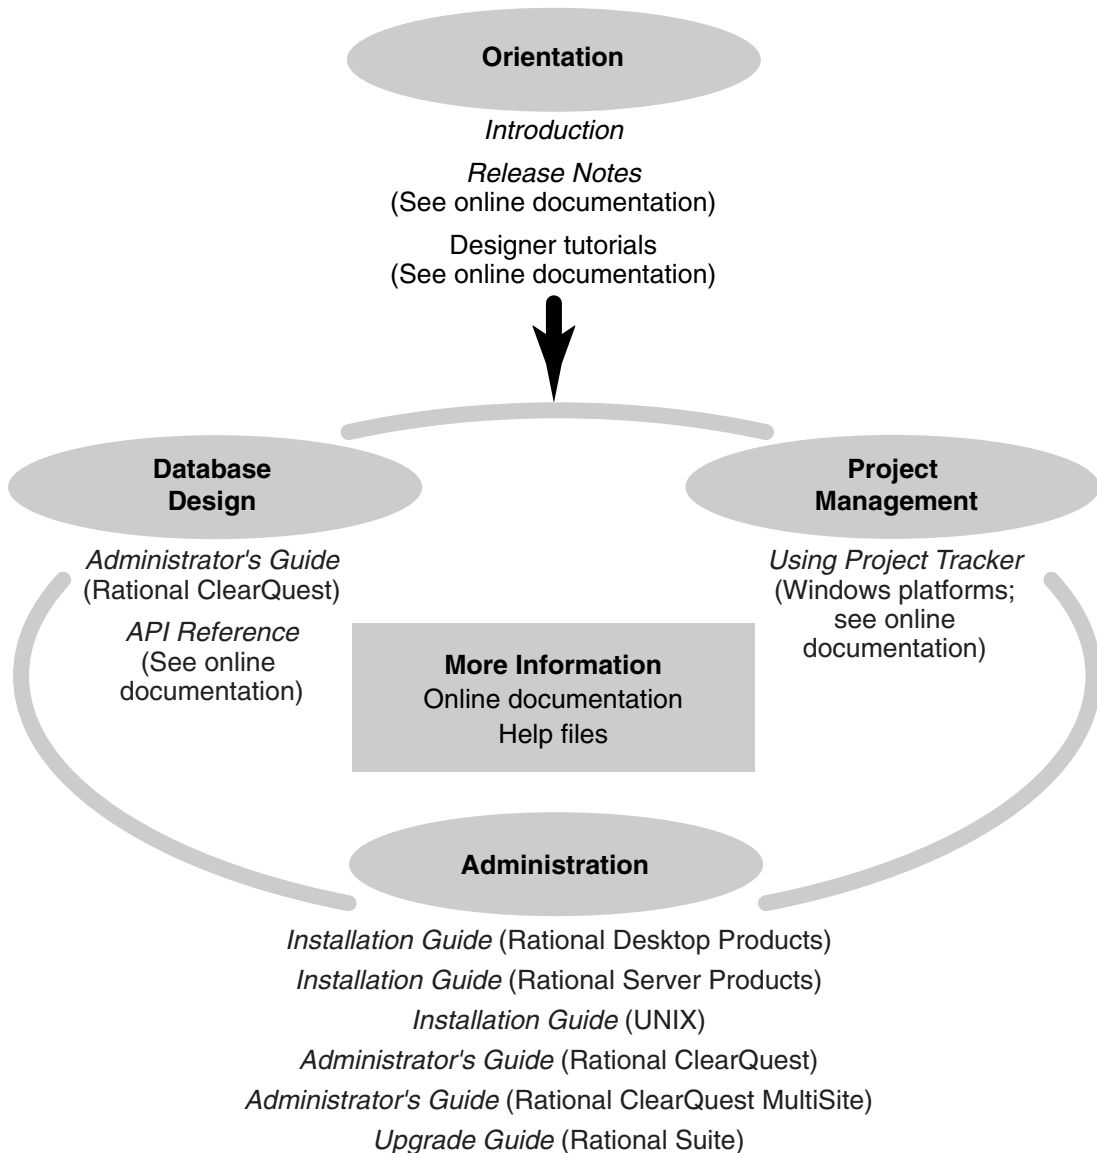 Orientation
Introduction
Release Notes
(See online documentation)
Designer tutorials
(See online documentation)
Database
Design
Administrator's Guide
(Rational ClearQuest)
API Reference
(See online
documentation)
Project
Management
Using Project Tracker
(Windows platforms;
see online
documentation)
More Information
Online documentation
Help files
Administration
Installation Guide (Rational Desktop Products)
Installation Guide (Rational Server Products)
Installation Guide (UNIX)
Administrator's Guide (Rational ClearQuest)
Administrator's Guide (Rational ClearQuest MultiSite)
Upgrade Guide (Rational Suite)